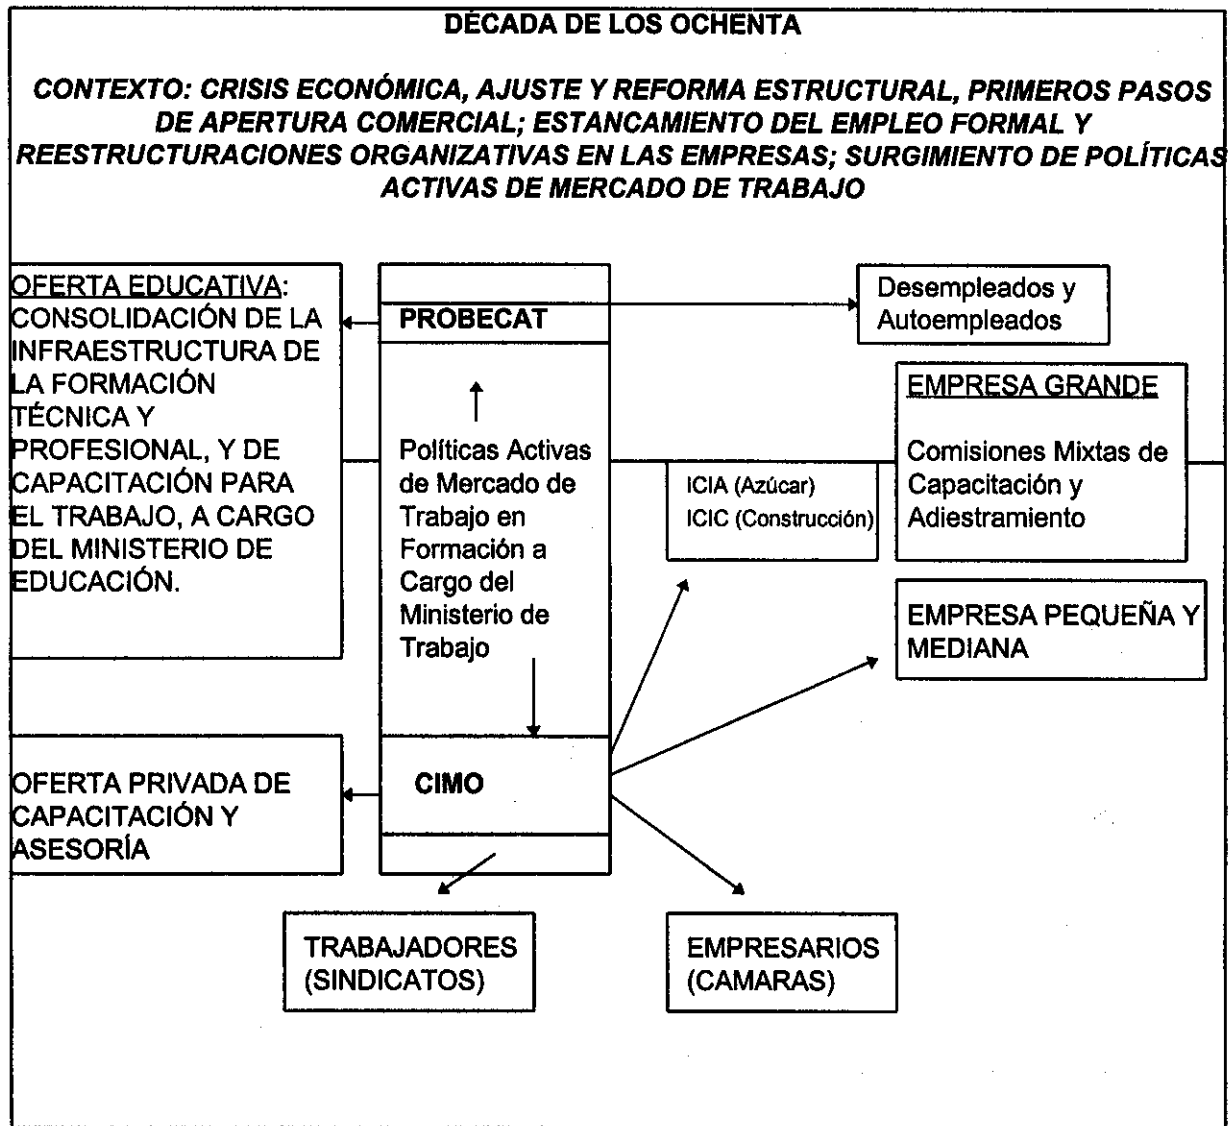 DÉCADA DE LOS OCHENTA
CONTEXTO: CRISIS ECONÓMICA, AJUSTE Y REFORMA ESTRUCTURAL, PRIMEROS PASOS
DE APERTURA COMERCIAL; ESTANCAMIENTO DEL EMPLEO FORMAL Y
REESTRUCTURACIONES ORGANIZATIVAS EN LAS EMPRESAS; SURGIMIENTO DE POLÍTICAS
ACTIVAS DE MERCADO DE TRABAJO
OFERTA EDUCATIVA:
CONSOLIDACIÓN DE LA
INFRAESTRUCTURA DE
LA FORMACIÓN
TÉCNICA Y
PROFESIONAL, Y DE
CAPACITACIÓN PARA
EL TRABAJO, A CARGO
DEL MINISTERIO DE
EDUCACIÓN.
PROBECAT
Políticas Activas
de Mercado de
Trabajo en
Formación a
Cargo del
Ministerio de
Trabajo
CIMO
Desempleados y
Autoempleados
EMPRESA GRANDE
Comisiones Mixtas de
Capacitación y
Adiestramiento
ICIA (Azúcar)
ICIC (Construcción)
EMPRESA PEQUEÑA Y
MEDIANA
OFERTA PRIVADA DE
CAPACITACIÓN Y
ASESORÍA
TRABAJADORES
(SINDICATOS)
EMPRESARIOS
(CAMARAS)